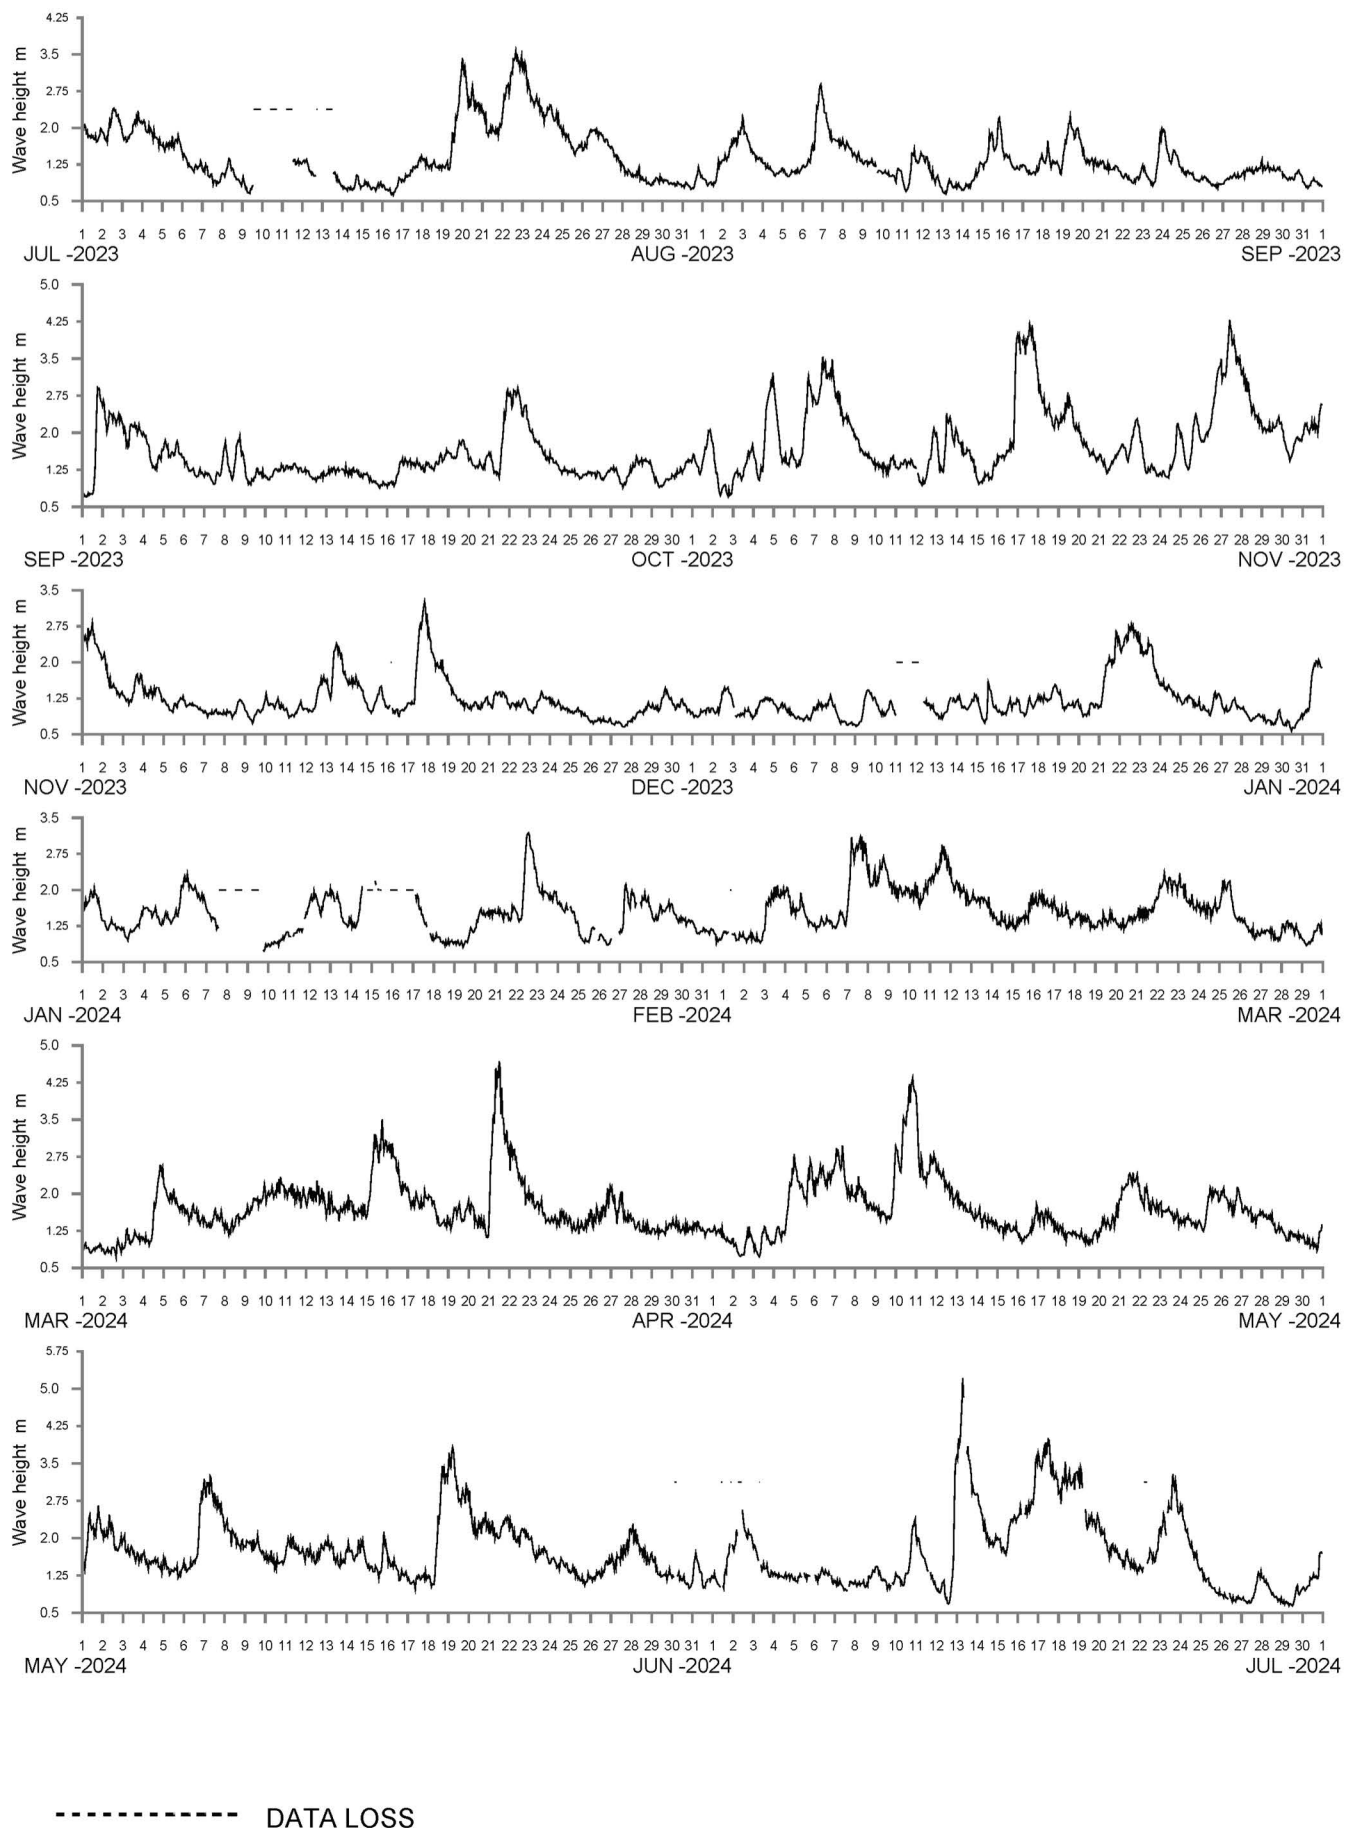 Wave height m
4.25
3.5
2.75
2.0
1.25
0.5
1 2 3 4 5 6 7 8 9 10 11 12 13 14 15 16 17 18 19 20 21 22 23 24 25 26 27 28 29 30 31 1 2 3 4 5 6 7 8 9 10 11 12 13 14 15 16 17 18 19 20 21 22 23 24 25 26 27 28 29 30 31 1
JUL -2023 AUG -2023 SEP -2023
Wave height m
5.0
4.25
3.5
2.75
2.0
1.25
0.5
1 2 3 4 5 6 7 8 9 10 11 12 13 14 15 16 17 18 19 20 21 22 23 24 25 26 27 28 29 30 1 2 3 4 5 6 7 8 9 10 11 12 13 14 15 16 17 18 19 20 21 22 23 24 25 26 27 28 29 30 31 1
SEP -2023 OCT -2023 NOV -2023
Wave height m
3.5
2.75
2.0
1.25
0.5
1 2 3 4 5 6 7 8 9 10 11 12 13 14 15 16 17 18 19 20 21 22 23 24 25 26 27 28 29 30 1 2 3 4 5 6 7 8 9 10 11 12 13 14 15 16 17 18 19 20 21 22 23 24 25 26 27 28 29 30 31 1
NOV -2023 DEC -2023 JAN -2024
Wave height m
3.5
2.75
2.0
1.25
0.5
1 2 3 4 5 6 7 8 9 10 11 12 13 14 15 16 17 18 19 20 21 22 23 24 25 26 27 28 29 30 31 1 2 3 4 5 6 7 8 9 10 11 12 13 14 15 16 17 18 19 20 21 22 23 24 25 26 27 28 29 1
JAN -2024 FEB -2024 MAR -2024
Wave height m
5.0
4.25
3.5
2.75
2.0
1.25
0.5
1 2 3 4 5 6 7 8 9 10 11 12 13 14 15 16 17 18 19 20 21 22 23 24 25 26 27 28 29 30 31 1 2 3 4 5 6 7 8 9 10 11 12 13 14 15 16 17 18 19 20 21 22 23 24 25 26 27 28 29 30 1
MAR -2024 APR -2024 MAY -2024
Wave height m
5.75
5.0
4.25
3.5
2.75
2.0
1.25
0.5
1 2 3 4 5 6 7 8 9 10 11 12 13 14 15 16 17 18 19 20 21 22 23 24 25 26 27 28 29 30 31 1 2 3 4 5 6 7 8 9 10 11 12 13 14 15 16 17 18 19 20 21 22 23 24 25 26 27 28 29 30 1
MAY -2024 JUN -2024 JUL -2024
DATA LOSS